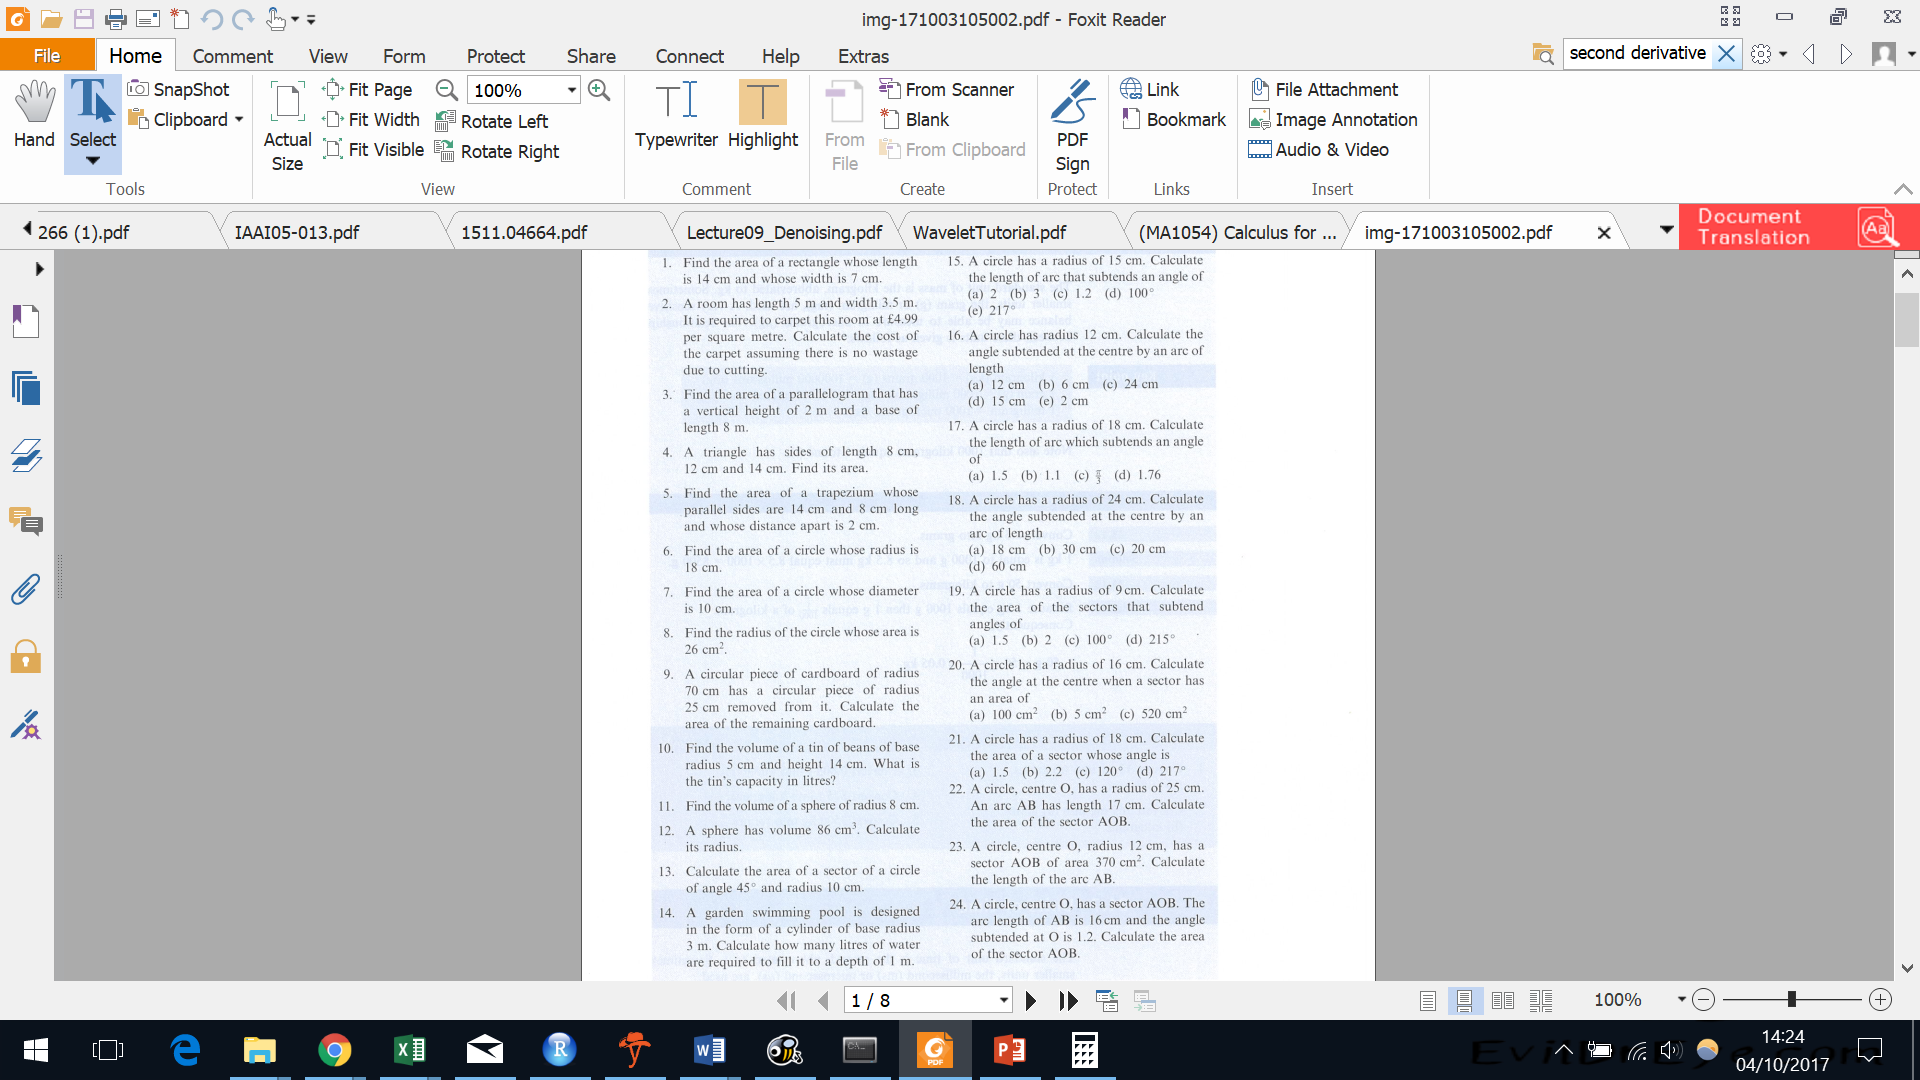 img-171003105002.pdf - Foxit Reader
File Home Comment View Form Protect Share Connect Help Extras second derivative
Hand
Select
Tools
SnapShot
Clipboard
Actual
Size
Fit Page
Fit Width
Fit Visible
100%
Rotate Left
Rotate Right
View
Typewriter
Highlight
Comment
From
File
From Scanner
Blank
From Clipboard
Create
PDF
Sign
Protect
Link
Bookmark
Links
File Attachment
Image Annotation
Audio & Video
Insert
266 (1).pdf IAAI05-013.pdf 1511.04664.pdf Lecture09_Denoising.pdf WaveletTutorial.pdf (MA1054) Calculus for ... img-171003105002.pdf
Document
Translation
1. Find the area of a rectangle whose length
is 14 cm and whose width is 7 cm.
2. A room has length 5 m and width 3.5 m.
It is required to carpet this room at £4.99
per square metre. Calculate the cost of
the carpet assuming there is no wastage
due to cutting.
3. Find the area of a parallelogram that has
a vertical height of 2 m and a base of
length 8 m.
4. A triangle has sides of length 8 cm,
12 cm and 14 cm. Find its area.
5. Find the area of a trapezium whose
parallel sides are 14 cm and 8 cm long
and whose distance apart is 2 cm.
6. Find the area of a circle whose radius is
18 cm.
7. Find the area of a circle whose diameter
is 10 cm.
8. Find the radius of the circle whose area is
26 cm².
9. A circular piece of cardboard of radius
70 cm has a circular piece of radius
25 cm removed from it. Calculate the
area of the remaining cardboard.
10. Find the volume of a tin of beans of base
radius 5 cm and height 14 cm. What is
the tin's capacity in litres?
11. Find the volume of a sphere of radius 8 cm.
12. A sphere has volume 86 cm³. Calculate
its radius.
13. Calculate the area of a sector of a circle
of angle 45° and radius 10 cm.
14. A garden swimming pool is designed
in the form of a cylinder of base radius
3 m. Calculate how many litres of water
are required to fill it to a depth of 1 m.
15. A circle has a radius of 15 cm. Calculate
the length of arc that subtends an angle of
(a) 2 (b) 3 (c) 1.2 (d) 100°
(e) 217°
16. A circle has radius 12 cm. Calculate the
angle subtended at the centre by an arc of
length
(a) 12 cm (b) 6 cm (c) 24 cm
(d) 15 cm (e) 2 cm
17. A circle has a radius of 18 cm. Calculate
the length of arc which subtends an angle
of
(a) 1.5 (b) 1.1 (c) π/3 (d) 1.76
18. A circle has a radius of 24 cm. Calculate
the angle subtended at the centre by an
arc of length
(a) 18 cm (b) 30 cm (c) 20 cm
(d) 60 cm
19. A circle has a radius of 9 cm. Calculate
the area of the sectors that subtend
angles of
(a) 1.5 (b) 2 (c) 100° (d) 215°
20. A circle has a radius of 16 cm. Calculate
the angle at the centre when a sector has
an area of
(a) 100 cm² (b) 5 cm² (c) 520 cm²
21. A circle has a radius of 18 cm. Calculate
the area of a sector whose angle is
(a) 1.5 (b) 2.2 (c) 120° (d) 217°
22. A circle, centre O, has a radius of 25 cm.
An arc AB has length 17 cm. Calculate
the area of the sector AOB.
23. A circle, centre O, radius 12 cm, has a
sector AOB of area 370 cm². Calculate
the length of the arc AB.
24. A circle, centre O, has a sector AOB. The
arc length of AB is 16 cm and the angle
subtended at O is 1.2. Calculate the area
of the sector AOB.
1 / 8
100%
14:24
04/10/2017